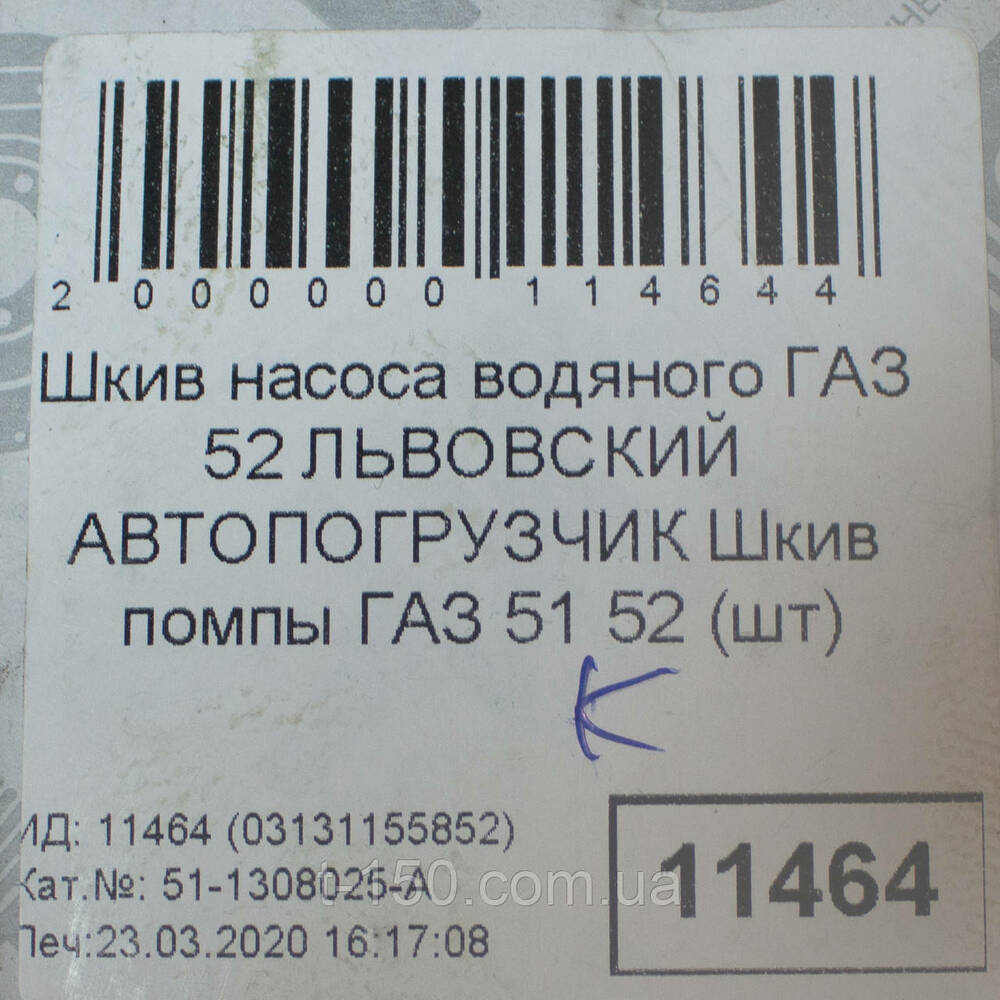 2 000000 114644
Шкив насоса водяного ГАЗ
52 ЛЬВОВСКИЙ
АВТОПОГРУЗЧИК Шкив
помпы ГАЗ 51 52 (шт)
К
ИД: 11464 (03131155852)
Кат.№: 51-1308025-А
Печ:23.03.2020 16:17:08
11464
t-150.com.ua